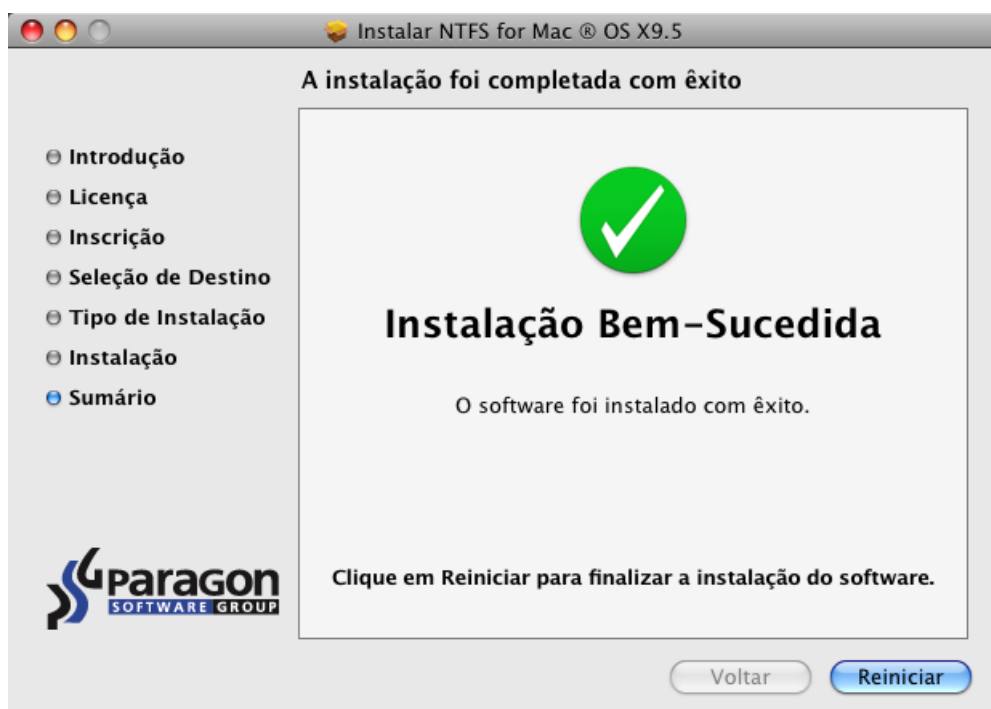 Instalar NTFS for Mac ® OS X9.5
A instalação foi completada com êxito
Introdução
Licença
Inscrição
Seleção de Destino
Tipo de Instalação
Instalação
Sumário
Instalação Bem-Sucedida
O software foi instalado com êxito.
Clique em Reiniciar para finalizar a instalação do software.
paragon
SOFTWARE GROUP
Voltar
Reiniciar